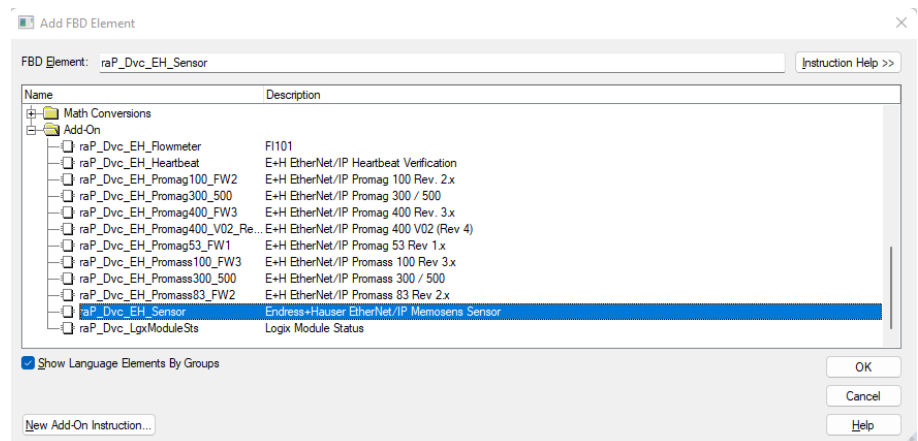 Add FBD Element
FBD Element: raP_Dvc_EH_Sensor Instruction Help >>
Name Description
Math Conversions
Add-On
raP_Dvc_EH_Flowmeter FI101
raP_Dvc_EH_Heartbeat E+H EtherNet/IP Heartbeat Verification
raP_Dvc_EH_Promag100_FW2 E+H EtherNet/IP Promag 100 Rev. 2.x
raP_Dvc_EH_Promag300_500 E+H EtherNet/IP Promag 300 / 500
raP_Dvc_EH_Promag400_FW3 E+H EtherNet/IP Promag 400 Rev. 3.x
raP_Dvc_EH_Promag400_V02_Re... E+H EtherNet/IP Promag 400 V02 (Rev 4)
raP_Dvc_EH_Promag53_FW1 E+H EtherNet/IP Promag 53 Rev 1.x
raP_Dvc_EH_Promass100_FW3 E+H EtherNet/IP Promass 100 Rev 3.x
raP_Dvc_EH_Promass300_500 E+H EtherNet/IP Promass 300 / 500
raP_Dvc_EH_Promass83_FW2 E+H EtherNet/IP Promass 83 Rev 2.x
raP_Dvc_EH_Sensor Endress+Hauser EtherNet/IP Memosens Sensor
raP_Dvc_LgxModuleSts Logix Module Status
Show Language Elements By Groups
OK
Cancel
New Add-On Instruction... Help